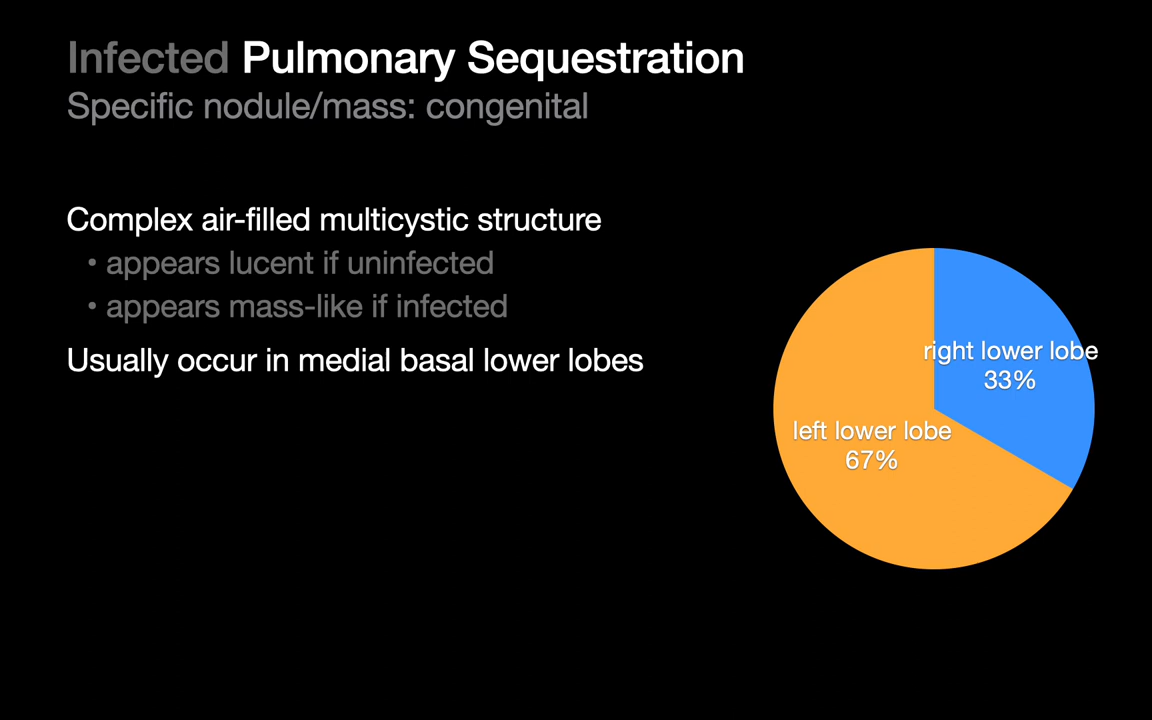 Infected Pulmonary Sequestration
Specific nodule/mass: congenital
Complex air-filled multicystic structure
• appears lucent if uninfected
• appears mass-like if infected
Usually occur in medial basal lower lobes
right lower lobe
33%
left lower lobe
67%